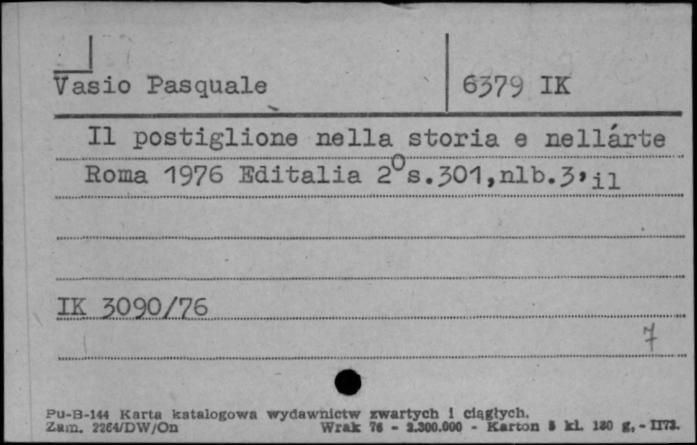 Vasio Pasquale 6379 IK
Il postiglione nella storia e nellárte
Roma 1976 Editalia 2⁰s.301,nlb.3,il
IK 3090/76
7
Pu-B-144 Karta katalogowa wydawnictw zwartych i ciągłych.
Zam. 2264/DW/On Wrak 76 - 2.300.000 - Karton 5 kl. 180 g, - II73.